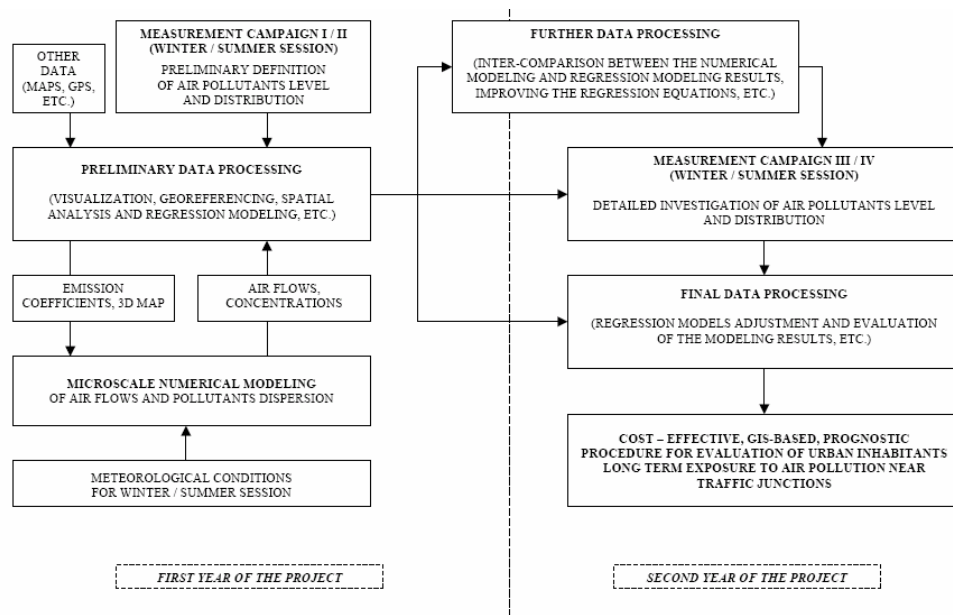 OTHER
DATA
(MAPS, GPS,
ETC.)
MEASUREMENT CAMPAIGN I / II
(WINTER / SUMMER SESSION)
PRELIMINARY DEFINITION
OF AIR POLLUTANTS LEVEL
AND DISTRIBUTION
PRELIMINARY DATA PROCESSING
(VISUALIZATION, GEOREFERENCING, SPATIAL
ANALYSIS AND REGRESSION MODELING, ETC.)
EMISSION
COEFFICIENTS, 3D MAP
AIR FLOWS,
CONCENTRATIONS
MICROSCALE NUMERICAL MODELING
OF AIR FLOWS AND POLLUTANTS DISPERSION
METEOROLOGICAL CONDITIONS
FOR WINTER / SUMMER SESSION
FIRST YEAR OF THE PROJECT
FURTHER DATA PROCESSING
(INTER-COMPARISON BETWEEN THE NUMERICAL
MODELING AND REGRESSION MODELING RESULTS,
IMPROVING THE REGRESSION EQUATIONS, ETC.)
MEASUREMENT CAMPAIGN III / IV
(WINTER / SUMMER SESSION)
DETAILED INVESTIGATION OF AIR POLLUTANTS LEVEL
AND DISTRIBUTION
FINAL DATA PROCESSING
(REGRESSION MODELS ADJUSTMENT AND EVALUATION
OF THE MODELING RESULTS, ETC.)
COST – EFFECTIVE, GIS-BASED, PROGNOSTIC
PROCEDURE FOR EVALUATION OF URBAN INHABITANTS
LONG TERM EXPOSURE TO AIR POLLUTION NEAR
TRAFFIC JUNCTIONS
SECOND YEAR OF THE PROJECT